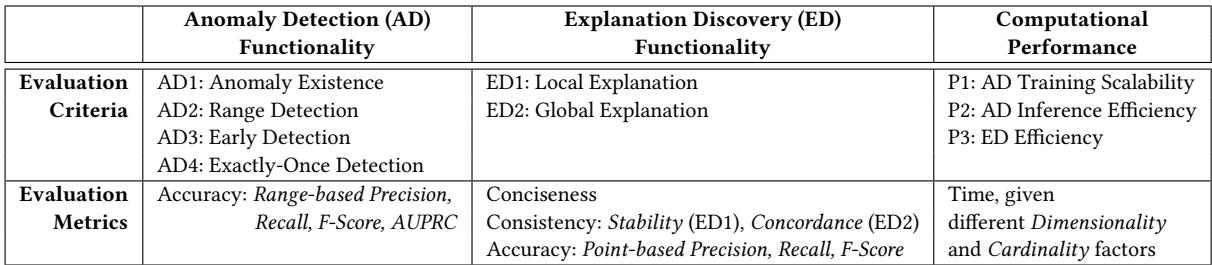 Anomaly Detection (AD) Functionality
Explanation Discovery (ED) Functionality
Computational Performance
Evaluation Criteria
AD1: Anomaly Existence
AD2: Range Detection
AD3: Early Detection
AD4: Exactly-Once Detection
ED1: Local Explanation
ED2: Global Explanation
P1: AD Training Scalability
P2: AD Inference Efficiency
P3: ED Efficiency
Evaluation Metrics
Accuracy: Range-based Precision,
Recall, F-Score, AUPRC
Conciseness
Consistency: Stability (ED1), Concordance (ED2)
Accuracy: Point-based Precision, Recall, F-Score
Time, given
different Dimensionality
and Cardinality factors